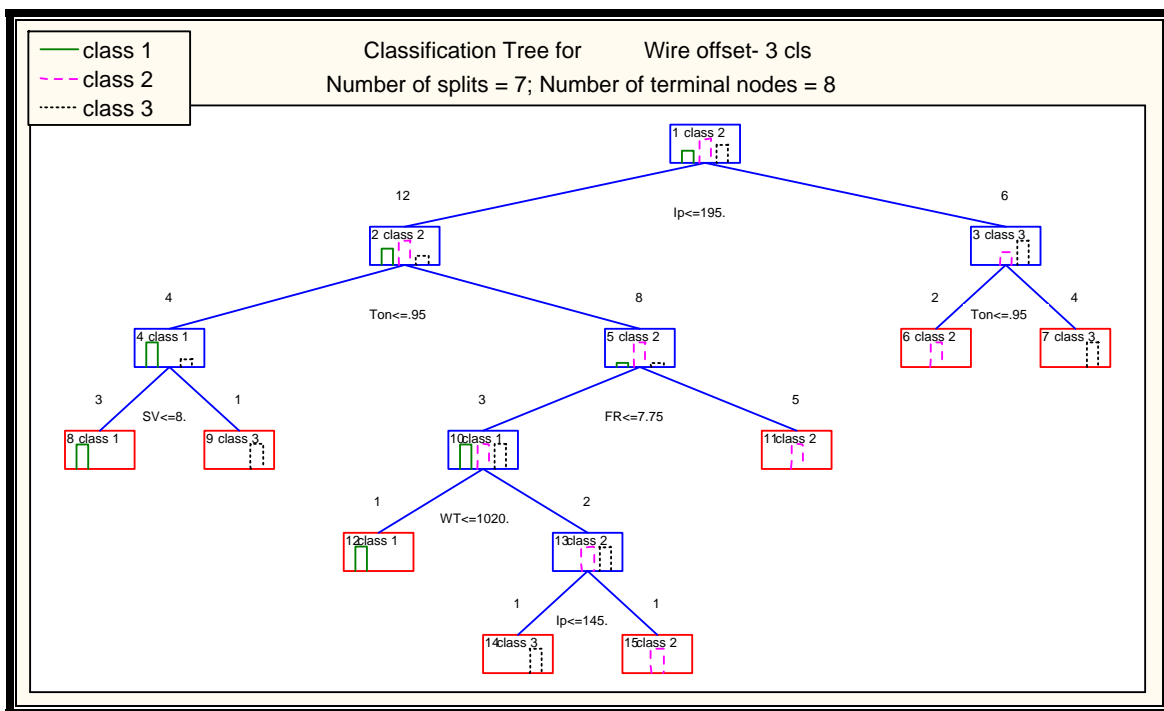 class 1
class 2
class 3
Classification Tree for Wire offset- 3 cls
Number of splits = 7; Number of terminal nodes = 8
1 class 2
12
Ip<=195.
6
2 class 2
3 class 3
4
Ton<=.95
8
2
Ton<=.95
4
4 class 1
5 class 2
6 class 2
7 class 3
3
SV<=8.
1
3
FR<=7.75
5
8 class 1
9 class 3
10class 1
11class 2
1
WT<=1020.
2
12class 1
13class 2
1
Ip<=145.
1
14class 3
15class 2